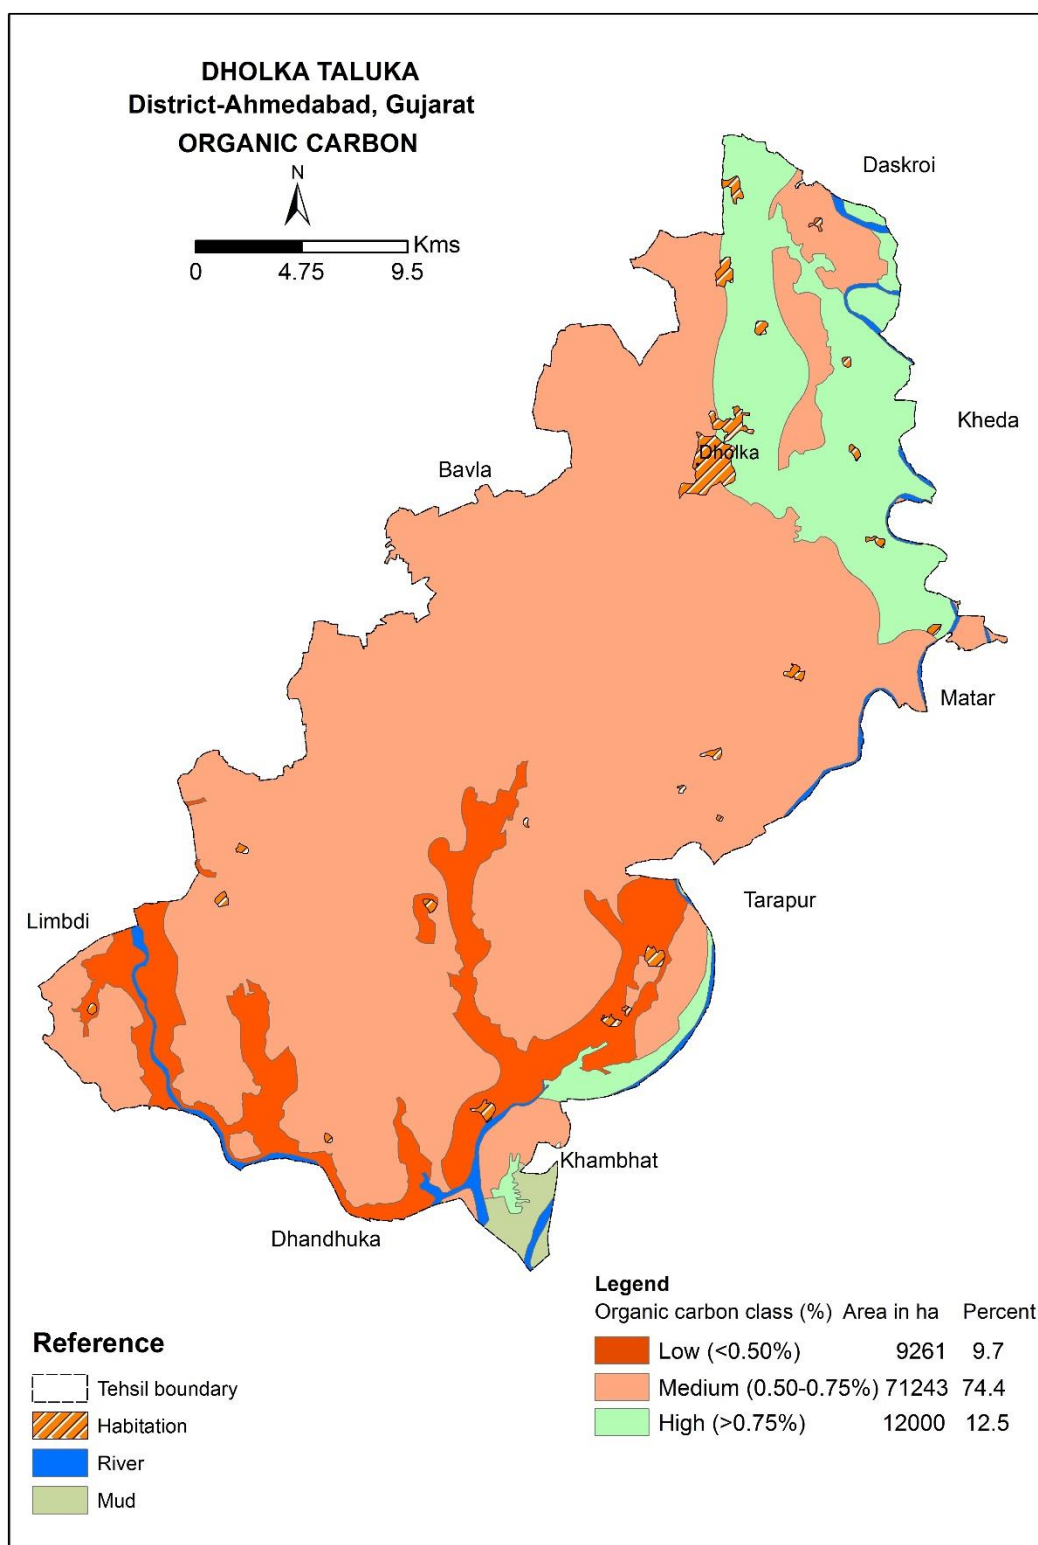 DHOLKA TALUKA
District-Ahmedabad, Gujarat
ORGANIC CARBON
N
Kms
0 4.75 9.5
Daskroi
Kheda
Dholka
Bavla
Matar
Tarapur
Limbdi
Khambhat
Dhandhuka
Legend
Organic carbon class (%) Area in ha Percent
Low (<0.50%) 9261 9.7
Medium (0.50-0.75%) 71243 74.4
High (>0.75%) 12000 12.5
Reference
Tehsil boundary
Habitation
River
Mud